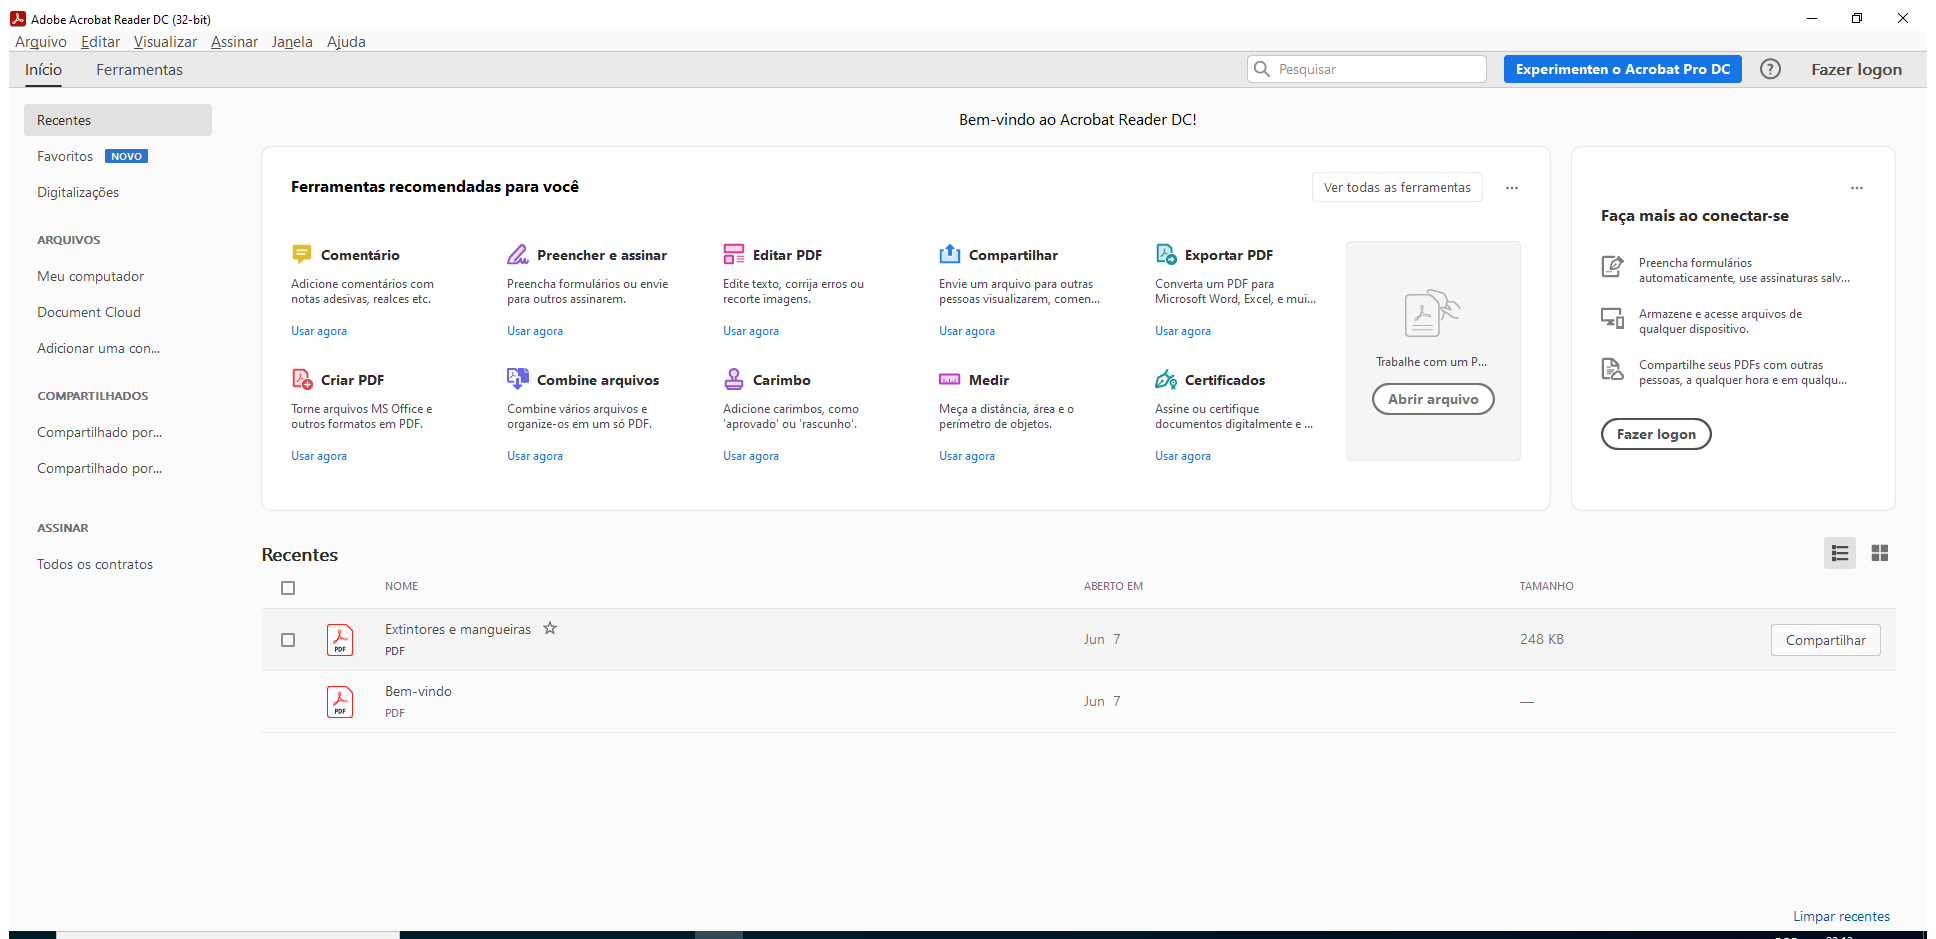 Adobe Acrobat Reader DC (32-bit)
Arquivo Editar Visualizar Assinar Janela Ajuda
Início Ferramentas
Pesquisar
Experimenten o Acrobat Pro DC
Fazer logon
Recentes
Favoritos NOVO
Digitalizações
ARQUIVOS
Meu computador
Document Cloud
Adicionar uma con...
COMPARTILHADOS
Compartilhado por...
Compartilhado por...
ASSINAR
Todos os contratos
Bem-vindo ao Acrobat Reader DC!
Ferramentas recomendadas para você
Ver todas as ferramentas
...
Comentário
Adicione comentários com
notas adesivas, realces etc.
Usar agora
Preencher e assinar
Preencha formulários ou envie
para outros assinarem.
Usar agora
Editar PDF
Edite texto, corrija erros ou
recorte imagens.
Usar agora
Compartilhar
Envie um arquivo para outras
pessoas visualizarem, comen...
Usar agora
Exportar PDF
Converta um PDF para
Microsoft Word, Excel, e mui...
Usar agora
Criar PDF
Torne arquivos MS Office e
outros formatos em PDF.
Usar agora
Combine arquivos
Combine vários arquivos e
organize-os em um só PDF.
Usar agora
Carimbo
Adicione carimbos, como
'aprovado' ou 'rascunho'.
Usar agora
Medir
Meça a distância, área e o
perímetro de objetos.
Usar agora
Certificados
Assine ou certifique
documentos digitalmente e ...
Usar agora
Trabalhe com um P...
Abrir arquivo
...
Faça mais ao conectar-se
Preencha formulários
automaticamente, use assinaturas salv...
Armazene e acesse arquivos de
qualquer dispositivo.
Compartilhe seus PDFs com outras
pessoas, a qualquer hora e em qualqu...
Fazer logon
Recentes
NOME ABERTO EM TAMANHO
PDF
Extintores e mangueiras
PDF
Jun 7
248 KB
Compartilhar
PDF
Bem-vindo
PDF
Jun 7
—
Limpar recentes